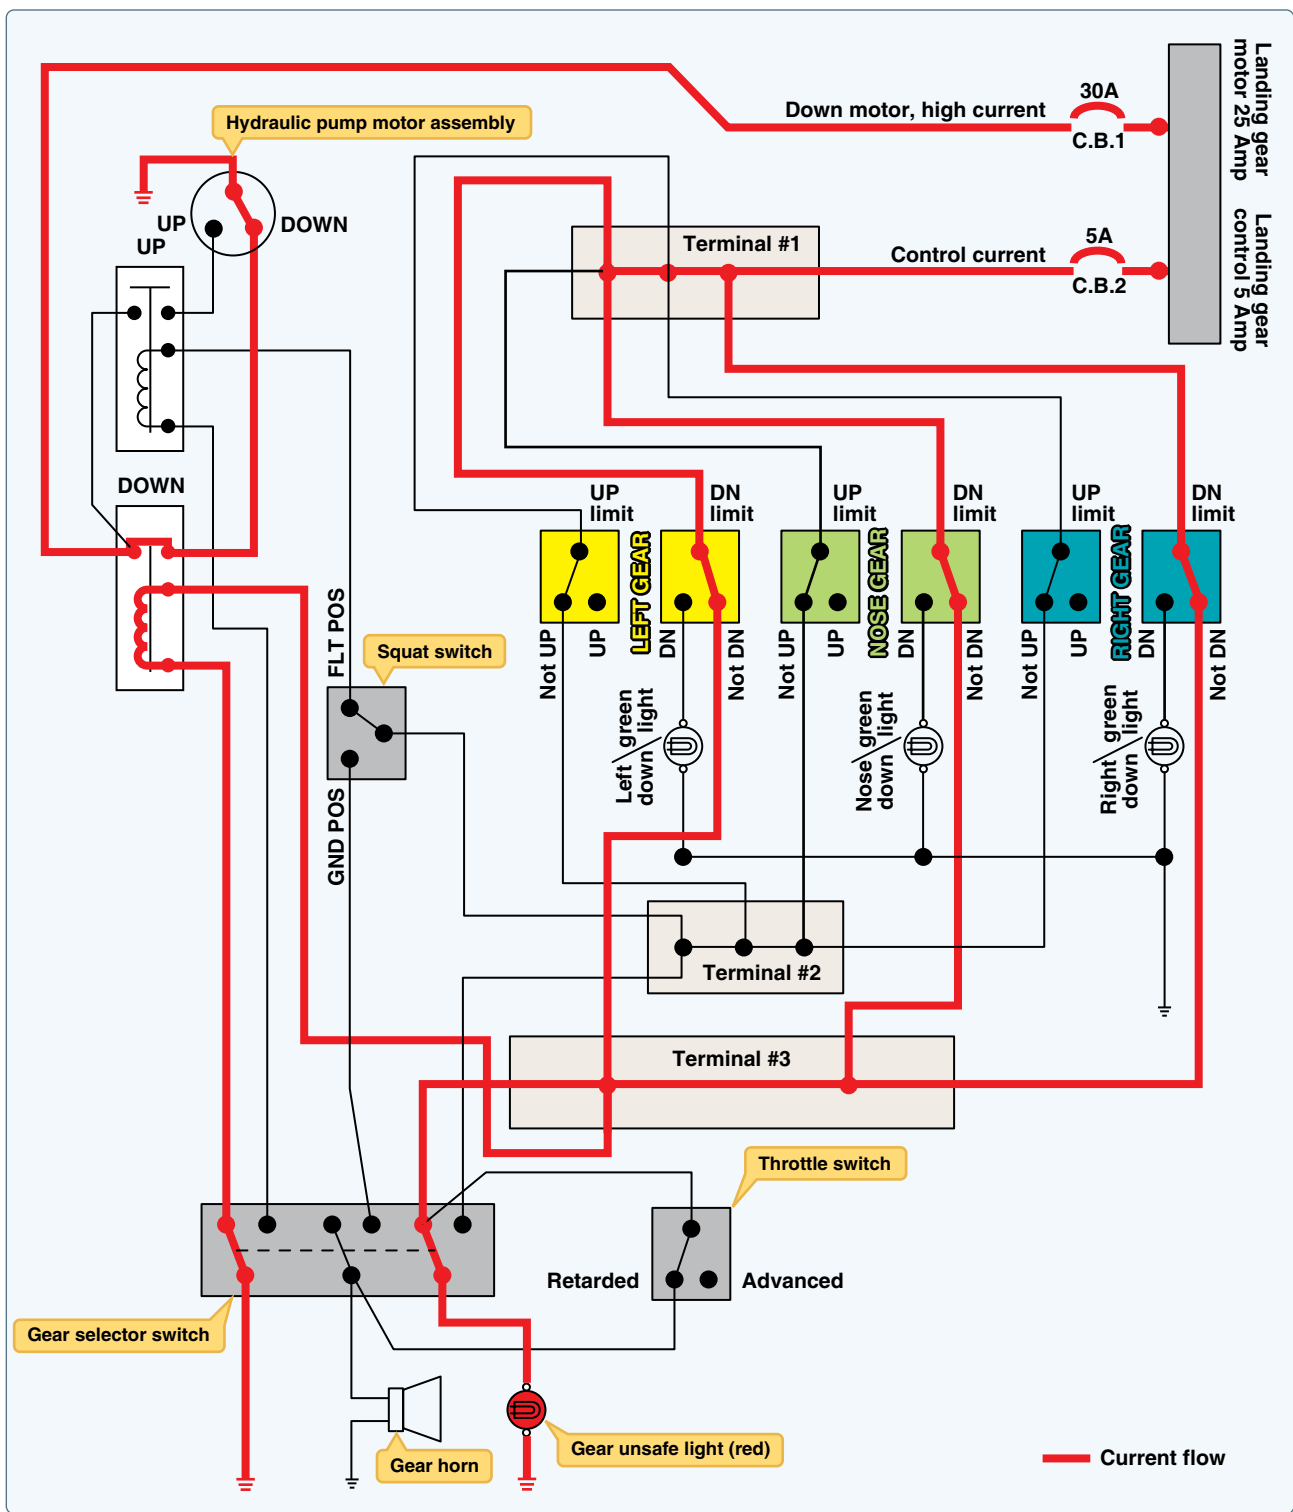 Landing gear
motor 25 Amp
30A
Down motor, high current
C.B.1
Hydraulic pump motor assembly
UP
DOWN
UP
Terminal #1
5A
Control current
C.B.2
Landing gear
control 5 Amp
DOWN
UP
limit
DN
limit
UP
limit
DN
limit
UP
limit
DN
limit
LEFT GEAR
NOSE GEAR
RIGHT GEAR
Not UP
UP
DN
Not DN
Not UP
UP
DN
Not DN
Not UP
UP
DN
Not DN
FLT POS
Squat switch
GND POS
Left green
down light
Nose green
down light
Right green
down light
Terminal #2
Terminal #3
Throttle switch
Retarded
Advanced
Gear selector switch
Gear horn
Gear unsafe light (red)
Current flow